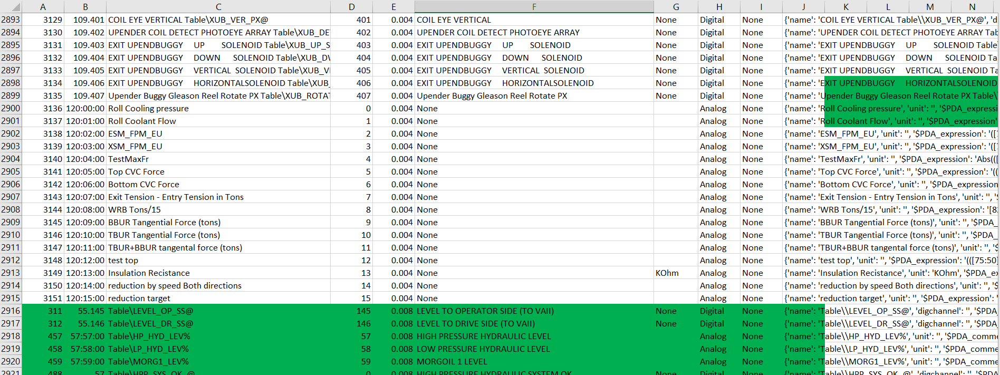 A B C D E F G H I J K L M N
2893 3129 109.401 COIL EYE VERTICAL Table\XUB_VER_PX@ 401 0.004 COIL EYE VERTICAL None Digital None {'name': 'COIL EYE VERTICAL Table\\XUB_VER_PX@', 'd
2894 3130 109.402 UPENDER COIL DETECT PHOTOEYE ARRAY Table\XUB_DE 402 0.004 UPENDER COIL DETECT PHOTOEYE ARRAY None Digital None {'name': 'UPENDER COIL DETECT PHOTOEYE ARRAY Tab
2895 3131 109.403 EXIT UPENDBUGGY UP SOLENOID Table\XUB_UP_S 403 0.004 EXIT UPENDBUGGY UP SOLENOID None Digital None {'name': 'EXIT UPENDBUGGY UP SOLENOID Table
2896 3132 109.404 EXIT UPENDBUGGY DOWN SOLENOID Table\XUB_DV 404 0.004 EXIT UPENDBUGGY DOWN SOLENOID None Digital None {'name': 'EXIT UPENDBUGGY DOWN SOLENOID Ta
2897 3133 109.405 EXIT UPENDBUGGY VERTICAL SOLENOID Table\XUB_VI 405 0.004 EXIT UPENDBUGGY VERTICAL SOLENOID None Digital None {'name': 'EXIT UPENDBUGGY VERTICAL SOLENOID Ta
2898 3134 109.406 EXIT UPENDBUGGY HORIZONTALSOLENOID Table\XUB_ 406 0.004 EXIT UPENDBUGGY HORIZONTALSOLENOID None Digital None {'name': 'EXIT UPENDBUGGY HORIZONTALSOLENOID
2899 3135 109.407 Upender Buggy Gleason Reel Rotate PX Table\XUB_ROTAT 407 0.004 Upender Buggy Gleason Reel Rotate PX None Digital None {'name': 'Upender Buggy Gleason Reel Rotate PX Table\
2900 3136 120:00:00 Roll Cooling pressure 0 0.004 None Analog None {'name': 'Roll Cooling pressure', 'unit': '', '$PDA_expressi
2901 3137 120:01:00 Roll Coolant Flow 1 0.004 None Analog None {'name': 'Roll Coolant Flow', 'unit': '', '$PDA_expression'
2902 3138 120:02:00 ESM_FPM_EU 2 0.004 None Analog None {'name': 'ESM_FPM_EU', 'unit': '', '$PDA_expression': '([7
2903 3139 120:03:00 XSM_FPM_EU 3 0.004 None Analog None {'name': 'XSM_FPM_EU', 'unit': '', '$PDA_expression': '([
2904 3140 120:04:00 TestMaxFr 4 0.004 None Analog None {'name': 'TestMaxFr', 'unit': '', '$PDA_expression': 'Abs(([
2905 3141 120:05:00 Top CVC Force 5 0.004 None Analog None {'name': 'Top CVC Force', 'unit': '', '$PDA_expression': '((
2906 3142 120:06:00 Bottom CVC Force 6 0.004 None Analog None {'name': 'Bottom CVC Force', 'unit': '', '$PDA_expression
2907 3143 120:07:00 Exit Tension - Entry Tension in Tons 7 0.004 None Analog None {'name': 'Exit Tension - Entry Tension in Tons', 'unit': '', '$
2908 3144 120:08:00 WRB Tons/15 8 0.004 None Analog None {'name': 'WRB Tons/15', 'unit': '', '$PDA_expression': '[8
2909 3145 120:09:00 BBUR Tangential Force (tons) 9 0.004 None Analog None {'name': 'BBUR Tangential Force (tons)', 'unit': '', '$PDA_
2910 3146 120:10:00 TBUR Tangential Force (tons) 10 0.004 None Analog None {'name': 'TBUR Tangential Force (tons)', 'unit': '', '$PDA_
2911 3147 120:11:00 TBUR+BBUR tangental force (tons) 11 0.004 None Analog None {'name': 'TBUR+BBUR tangental force (tons)', 'unit': '', '$
2912 3148 120:12:00 test top 12 0.004 None Analog None {'name': 'test top', 'unit': '', '$PDA_expression': '(([75:50]
2913 3149 120:13:00 Insulation Recistance 13 0.004 None KOhm Analog None {'name': 'Insulation Recistance', 'unit': 'KOhm', '$PDA_ex
2914 3150 120:14:00 reduction by speed Both directions 14 0.004 None Analog None {'name': 'reduction by speed Both directions', 'unit': '', '$
2915 3151 120:15:00 reduction target 15 0.004 None Analog None {'name': 'reduction target', 'unit': '', '$PDA_expression': '
2916 311 55.145 Table\LEVEL_OP_SS@ 145 0.008 LEVEL TO OPERATOR SIDE (TO VAII) None Digital None {'name': 'Table\\LEVEL_OP_SS@', 'digchannel': '', '$PDA_
2917 312 55.146 Table\LEVEL_DR_SS@ 146 0.008 LEVEL TO DRIVE SIDE (TO VAII) None Digital None {'name': 'Table\\LEVEL_DR_SS@', 'digchannel': '', '$PDA_
2918 457 57:57:00 Table\HP_HYD_LEV% 57 0.008 HIGH PRESSURE HYDRAULIC LEVEL Analog None {'name': 'Table\\HP_HYD_LEV%', 'unit': '', '$PDA_comme
2919 458 57:58:00 Table\LP_HYD_LEV% 58 0.008 LOW PRESSURE HYDRAULIC LEVEL Analog None {'name': 'Table\\LP_HYD_LEV%', 'unit': '', '$PDA_comme
2920 459 57:59:00 Table\MORG1_LEV% 59 0.008 MORGOIL 1 LEVEL Analog None {'name': 'Table\\MORG1_LEV%', 'unit': '', '$PDA_comme
2921 488 57 Table\HPP_SYS_OK_@ 0 0.008 HIGH PRESSURE HYDRAULIC SYSTEM OK None Digital None {'name': 'Table\\HPP_SYS_OK_@', 'digchannel': '', '$PDA_